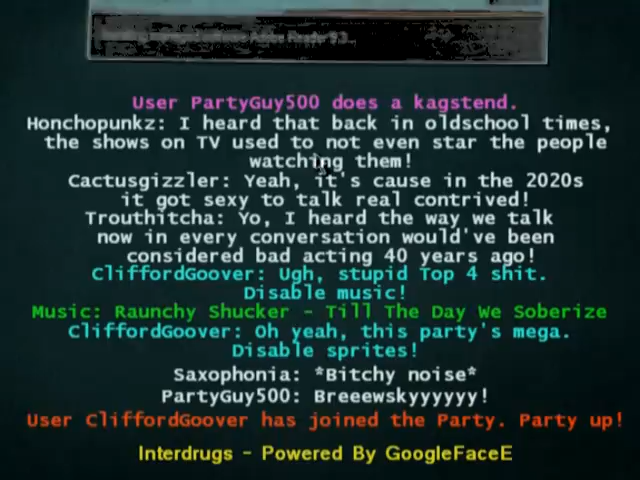 User PartyGuy500 does a kagstend.
Honchopunkz: I heard that back in oldschool times,
the shows on TV used to not even star the people
watching them!
Cactusgizzler: Yeah, it's cause in the 2020s
it got sexy to talk real contrived!
Trouthitcha: Yo, I heard the way we talk
now in every conversation would've been
considered bad acting 40 years ago!
CliffordGoover: Ugh, stupid Top 4 shit.
Disable music!
Music: Raunchy Shucker - Till The Day We Soberize
CliffordGoover: Oh yeah, this party's mega.
Disable sprites!
Saxophonia: *Bitchy noise*
PartyGuy500: Breeewskyyyyyy!
User CliffordGoover has joined the Party. Party up!
Interdrugs - Powered By GoogleFaceE